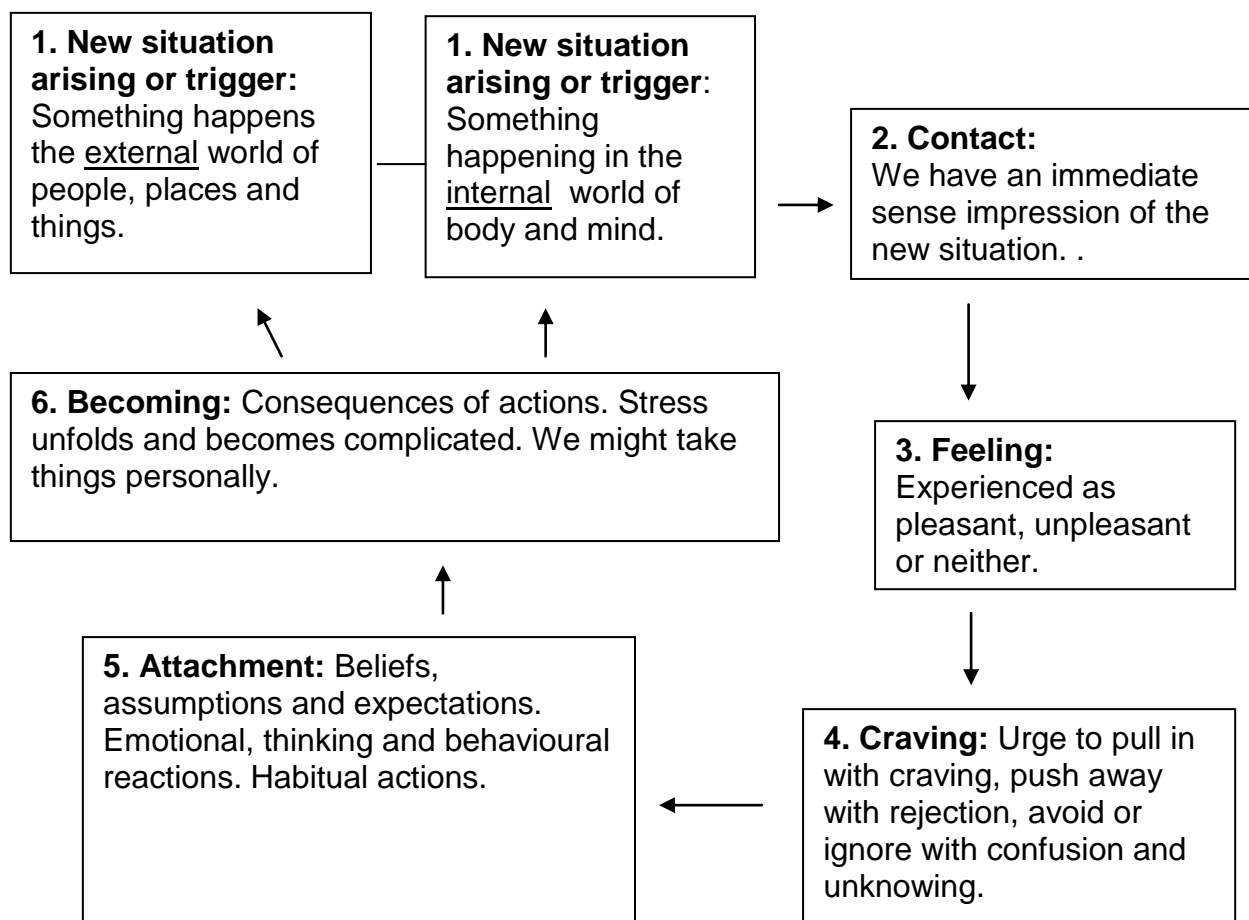 1. New situation
arising or trigger:
Something happens
the external world of
people, places and
things.
1. New situation
arising or trigger:
Something
happening in the
internal world of
body and mind.
2. Contact:
We have an immediate
sense impression of the
new situation. .
3. Feeling:
Experienced as
pleasant, unpleasant
or neither.
4. Craving: Urge to pull in
with craving, push away
with rejection, avoid or
ignore with confusion and
unknowing.
5. Attachment: Beliefs,
assumptions and expectations.
Emotional, thinking and behavioural
reactions. Habitual actions.
6. Becoming: Consequences of actions. Stress
unfolds and becomes complicated. We might take
things personally.